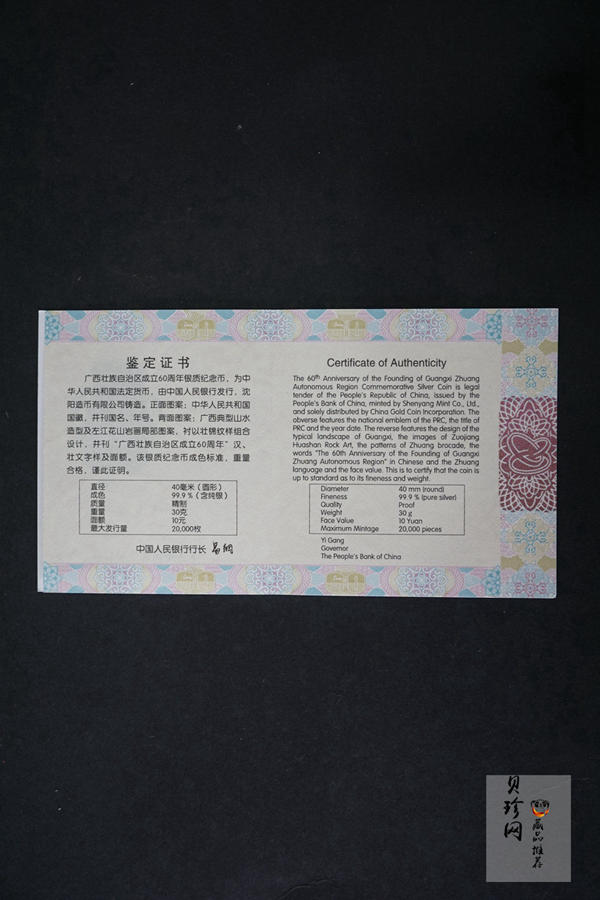 鉴定证书
广西壮族自治区成立60周年银质纪念币，为中
华人民共和国法定货币，由中国人民银行发行，沈
阳造币有限公司铸造。正面图案：中华人民共和国
国徽，并刊国名、年号。背面图案：广西典型山水
造型及左江花山岩画局部图案，衬以壮锦纹样组合
设计，并刊“广西壮族自治区成立60周年”汉、
壮文字样及面额。该银质纪念币成色标准，重量
合格，谨此证明。
直径 40毫米（圆形）
成色 99.9％（含纯银）
质量 精制
重量 30克
面额 10元
最大发行量 20,000枚
中国人民银行行长 易纲
Certificate of Authenticity
The 60th Anniversary of the Founding of Guangxi Zhuang
Autonomous Region Commemorative Silver Coin is legal
tender of the People's Republic of China, issued by the
People's Bank of China, minted by Shenyang Mint Co., Ltd.,
and solely distributed by China Gold Coin Incorporation. The
obverse features the national emblem of the PRC, the title of
PRC and the year date. The reverse features the design of the
typical landscape of Guangxi, the images of Zuojiang
Huashan Rock Art, the patterns of Zhuang brocade, the
words "The 60th Anniversary of the Founding of Guangxi
Zhuang Autonomous Region" in Chinese and the Zhuang
language and the face value. This is to certify that the coin is
up to standard as to its fineness and weight.
Diameter 40 mm (round)
Fineness 99.9 % (pure silver)
Quality Proof
Weight 30 g
Face Value 10 Yuan
Maximum Mintage 20,000 pieces
Yi Gang
Governor
The People's Bank of China
贝珍网
藏品推荐